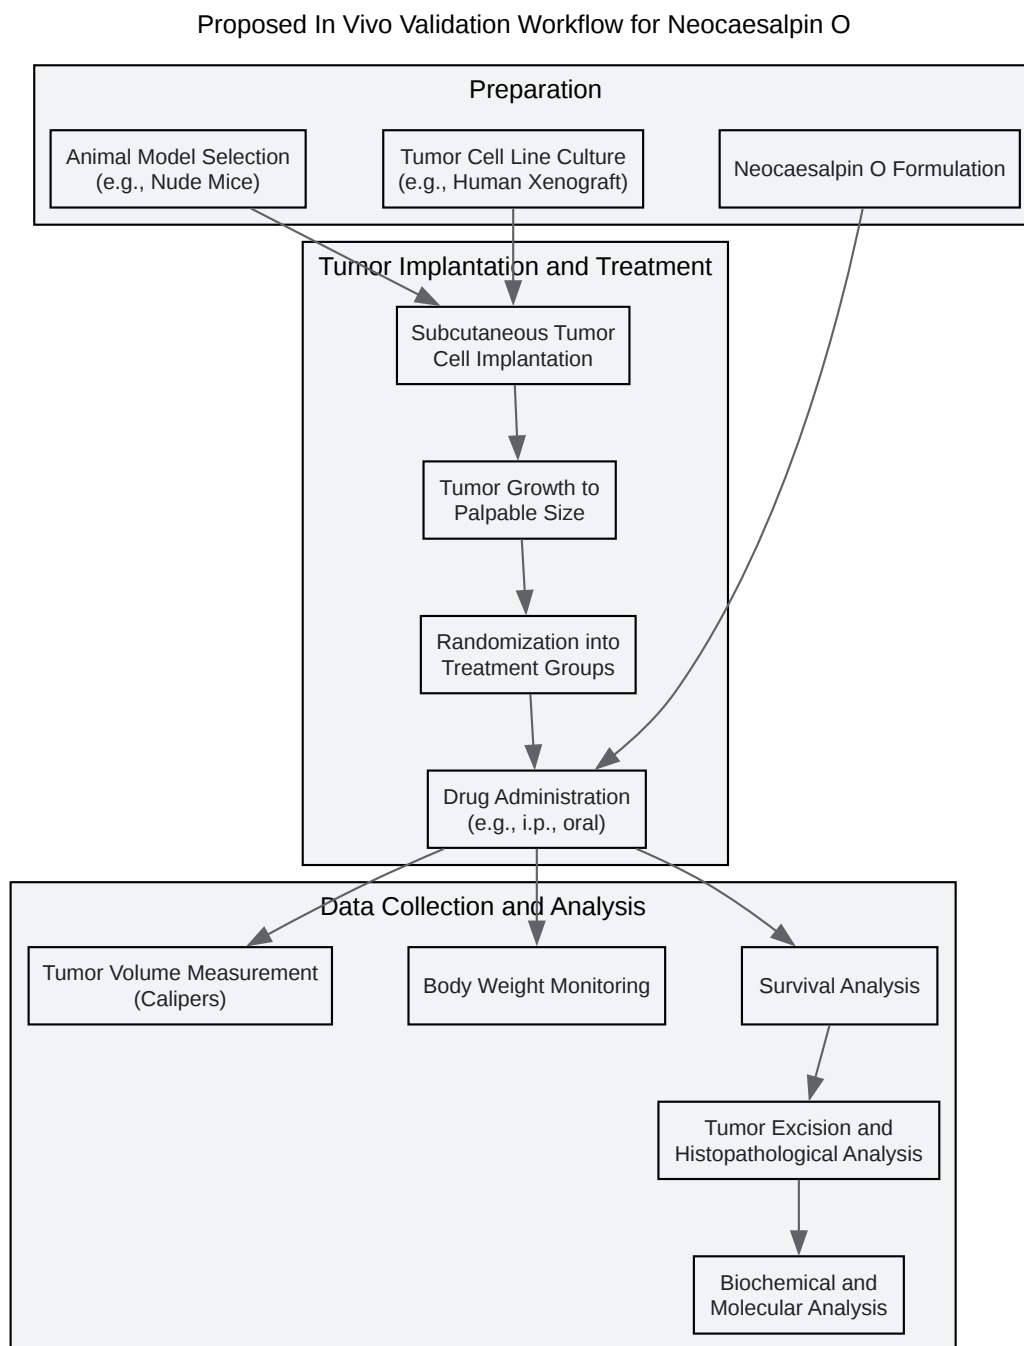 Proposed In Vivo Validation Workflow for Neocaesalpin O
Preparation
Animal Model Selection
(e.g., Nude Mice)
Tumor Cell Line Culture
(e.g., Human Xenograft)
Neocaesalpin O Formulation
Tumor Implantation and Treatment
Subcutaneous Tumor
Cell Implantation
Tumor Growth to
Palpable Size
Randomization into
Treatment Groups
Drug Administration
(e.g., i.p., oral)
Data Collection and Analysis
Tumor Volume Measurement
(Calipers)
Body Weight Monitoring
Survival Analysis
Tumor Excision and
Histopathological Analysis
Biochemical and
Molecular Analysis